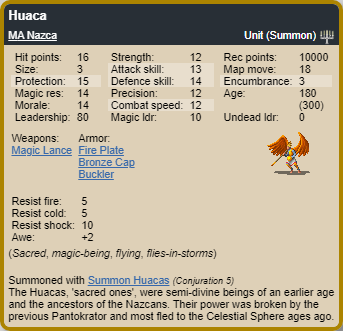 Huaca
MA Nazca Unit (Summon)
Hit points: 16 Strength: 12 Rec points: 10000
Size: 3 Attack skill: 13 Map move: 18
Protection: 15 Defence skill: 14 Encumbrance: 3
Magic res: 14 Precision: 12 Age: 180
Morale: 14 Combat speed: 12 (300)
Leadership: 80 Magic ldr: 10 Undead ldr: 0
Weapons: Armor:
Magic Lance Fire Plate
Bronze Cap
Buckler
Resist fire: 5
Resist cold: 5
Resist shock: 10
Awe: +2
(Sacred, magic-being, flying, flies-in-storms)
Summoned with Summon Huacas (Conjuration 5)
The Huacas, 'sacred ones', were semi-divine beings of an earlier age
and the ancestors of the Nazcans. Their power was broken by the
previous Pantokrator and most fled to the Celestial Sphere ages ago.